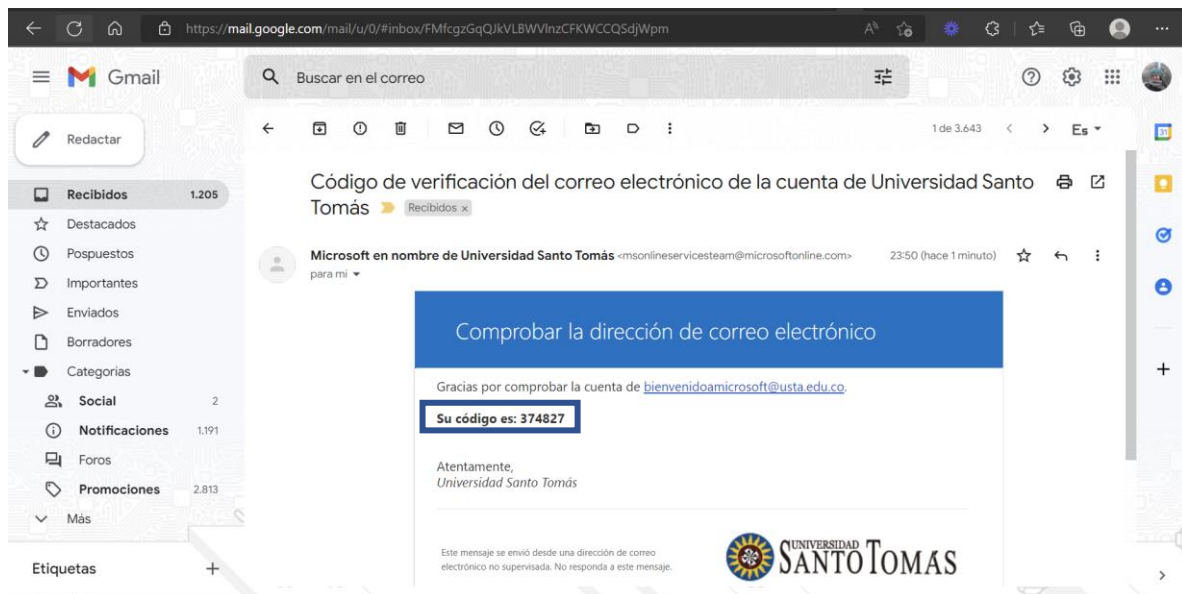 https://mail.google.com/mail/u/0/#inbox/FMfcgzGqQJkVLBWVlnzCFKWCCQSdjWpm
Gmail
Buscar en el correo
Redactar
1 de 3.643
Es
Recibidos 1.205
Destacados
Pospuestos
Importantes
Enviados
Borradores
Categorías
Social 2
Notificaciones 1.191
Foros
Promociones 2.813
Más
Etiquetas
Código de verificación del correo electrónico de la cuenta de Universidad Santo
Tomás Recibidos x
Microsoft en nombre de Universidad Santo Tomás <msonlineservicesteam@microsoftonline.com> 23:50 (hace 1 minuto)
para mí
Comprobar la dirección de correo electrónico
Gracias por comprobar la cuenta de bienvenidoamicrosoft@usta.edu.co.
Su código es: 374827
Atentamente,
Universidad Santo Tomás
Este mensaje se envió desde una dirección de correo
electrónico no supervisada. No responda a este mensaje.
UNIVERSIDAD
SANTO TOMÁS
31